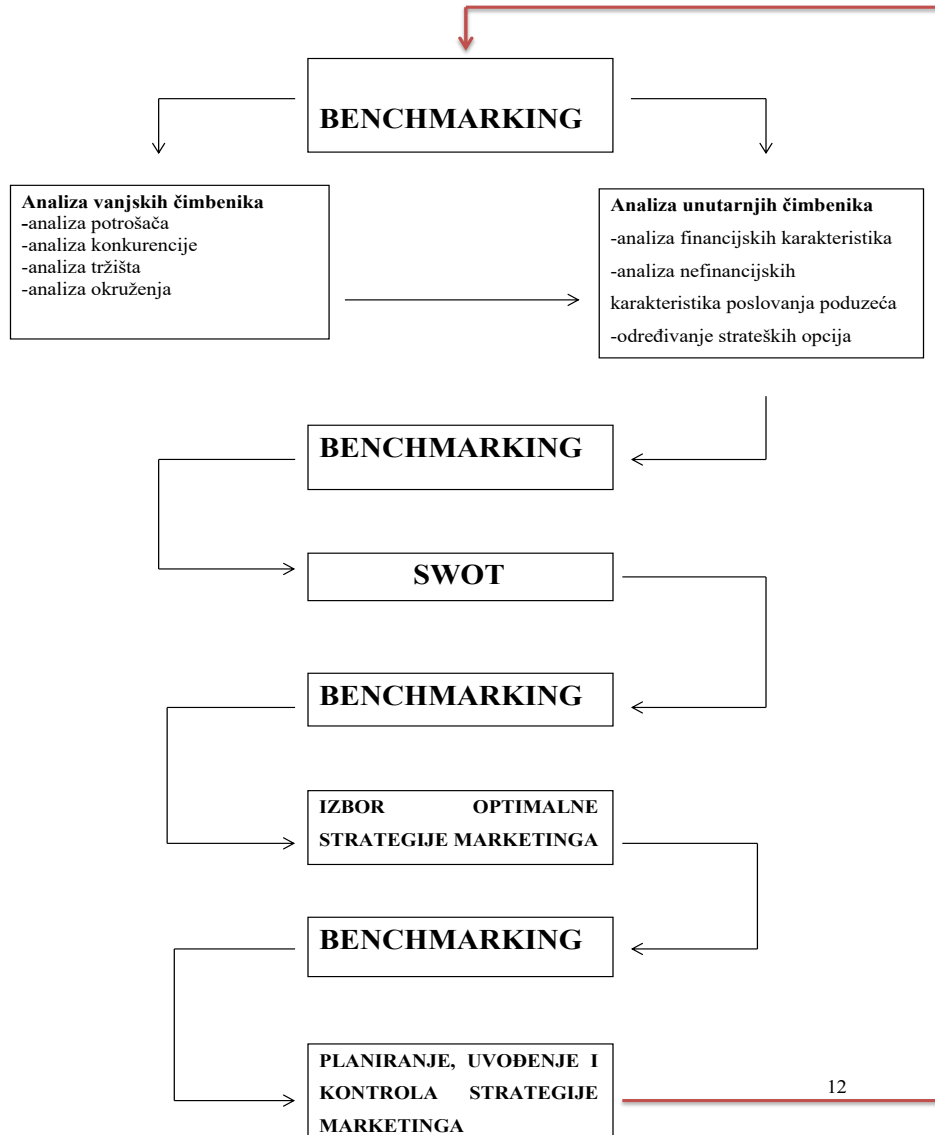 BENCHMARKING
Analiza vanjskih čimbenika
-analiza potrošača
-analiza konkurencije
-analiza tržišta
-analiza okruženja
Analiza unutarnjih čimbenika
-analiza financijskih karakteristika
-analiza nefinancijskih
karakteristika poslovanja poduzeća
-određivanje strateških opcija
BENCHMARKING
SWOT
BENCHMARKING
IZBOR OPTIMALNE
STRATEGIJE MARKETINGA
BENCHMARKING
PLANIRANJE, UVOĐENJE I
KONTROLA STRATEGIJE
MARKETINGA
12